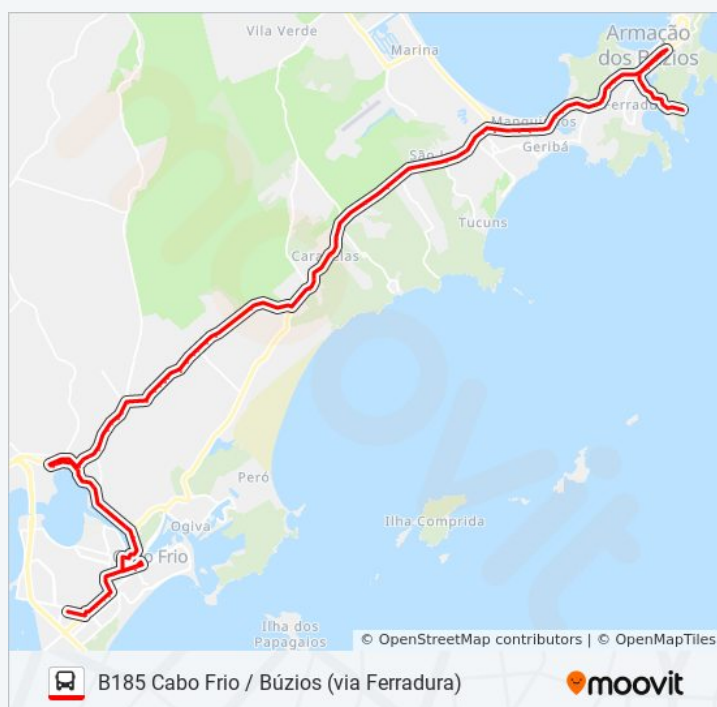 Vila Verde
Marina
Armação
dos Búzios
Ferradura
Manguinhos
Geribá
São J
Tucuns
Caravelas
Peró
Ogiva
Cabo Frio
Ilha Comprida
Ilha dos
Papagaios
© OpenStreetMap contributors | © OpenMapTiles
B185 Cabo Frio / Búzios (via Ferradura)
moovit